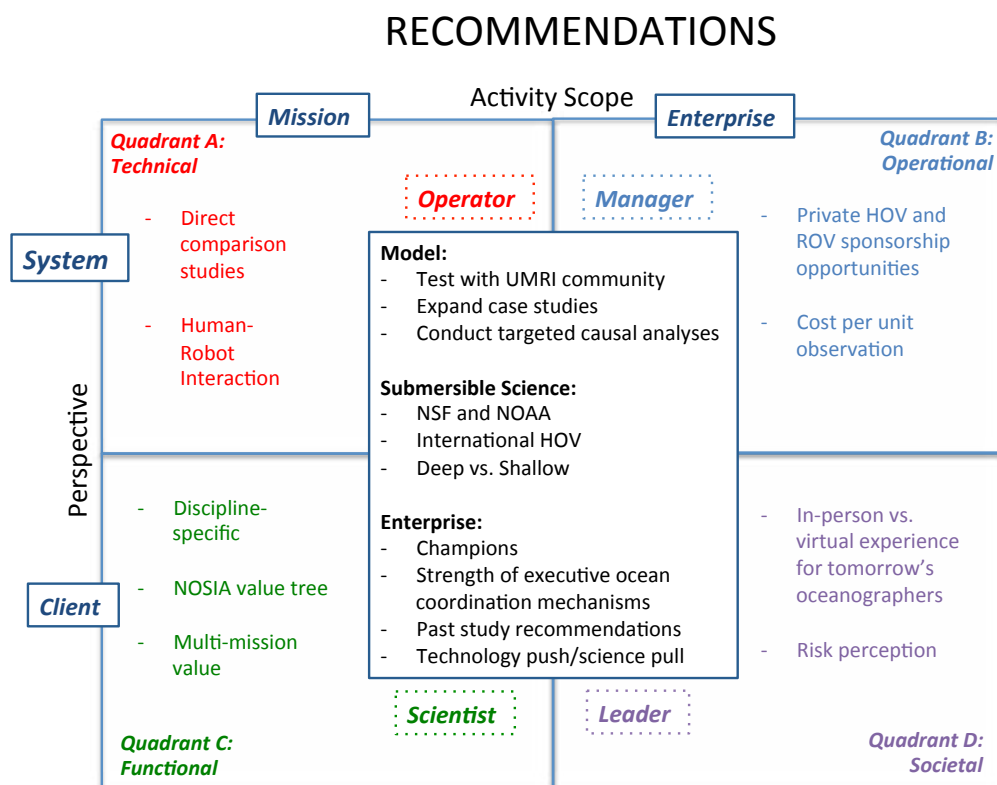 RECOMMENDATIONS
Activity Scope
Mission
Enterprise
Perspective
System
Client
Quadrant A:
Technical
Operator
- Direct
comparison
studies
- Human-
Robot
Interaction
Quadrant B:
Operational
Manager
- Private HOV and
ROV sponsorship
opportunities
- Cost per unit
observation
Model:
- Test with UMRI community
- Expand case studies
- Conduct targeted causal analyses
Submersible Science:
- NSF and NOAA
- International HOV
- Deep vs. Shallow
Enterprise:
- Champions
- Strength of executive ocean
coordination mechanisms
- Past study recommendations
- Technology push/science pull
- Discipline-
specific
- NOSIA value tree
- Multi-mission
value
Scientist
Quadrant C:
Functional
- In-person vs.
virtual experience
for tomorrow's
oceanographers
- Risk perception
Leader
Quadrant D:
Societal